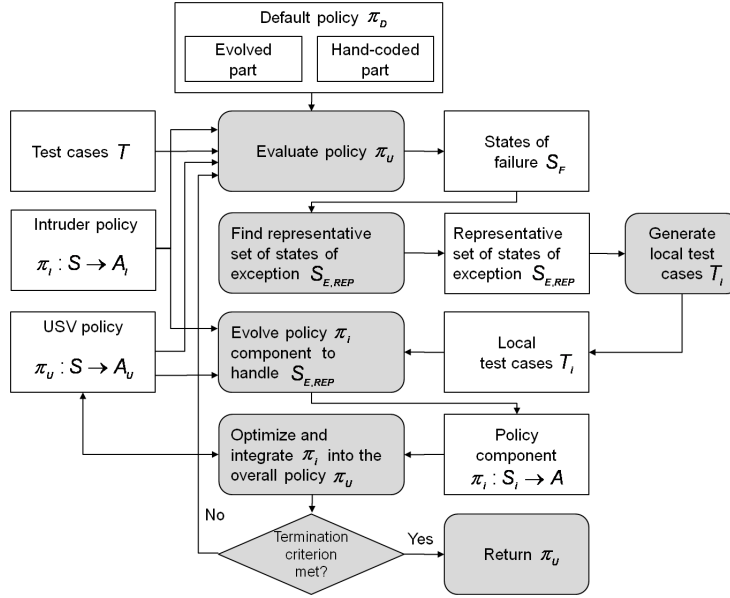 Default policy π_D
Evolved
part
Hand-coded
part
Test cases T
Evaluate policy π_U
States of
failure S_F
Intruder policy
π_I : S → A_I
Find representative
set of states of
exception S_E,REP
Representative
set of states of
exception S_E,REP
Generate
local test
cases T_i
USV policy
π_U : S → A_U
Evolve policy π_i
component to
handle S_E,REP
Local
test cases T_i
Optimize and
integrate π_i into the
overall policy π_U
Policy
component
π_i : S_i → A
No
Termination
criterion
met?
Yes
Return π_U